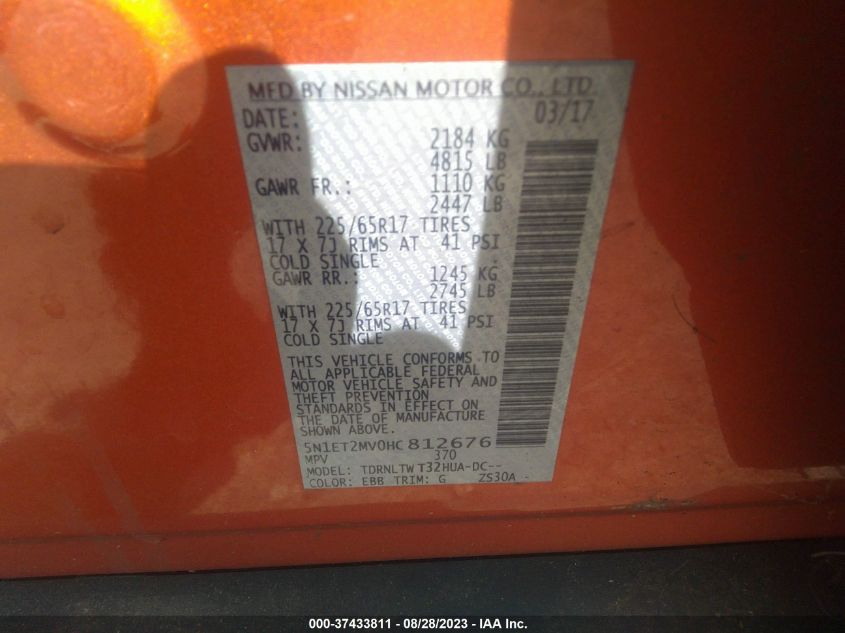 MFD BY NISSAN MOTOR CO., LTD
DATE: 03/17
GVWR: 2184 KG
4815 LB
GAWR FR.: 1110 KG
2447 LB
WITH 225/65R17 TIRES
17 X 7J RIMS AT 41 PSI
COLD SINGLE
GAWR RR.: 1245 KG
2745 LB
WITH 225/65R17 TIRES
17 X 7J RIMS AT 41 PSI
COLD SINGLE
THIS VEHICLE CONFORMS TO
ALL APPLICABLE FEDERAL
MOTOR VEHICLE SAFETY AND
THEFT PREVENTION
STANDARDS IN EFFECT ON
THE DATE OF MANUFACTURE
SHOWN ABOVE.
5N1ET2MV0HC 812676
MPV 370
MODEL: TDRNLTW T32HUA-DC--
COLOR: EBB TRIM: G ZS30A -
000-37433811 - 08/28/2023 - IAA Inc.